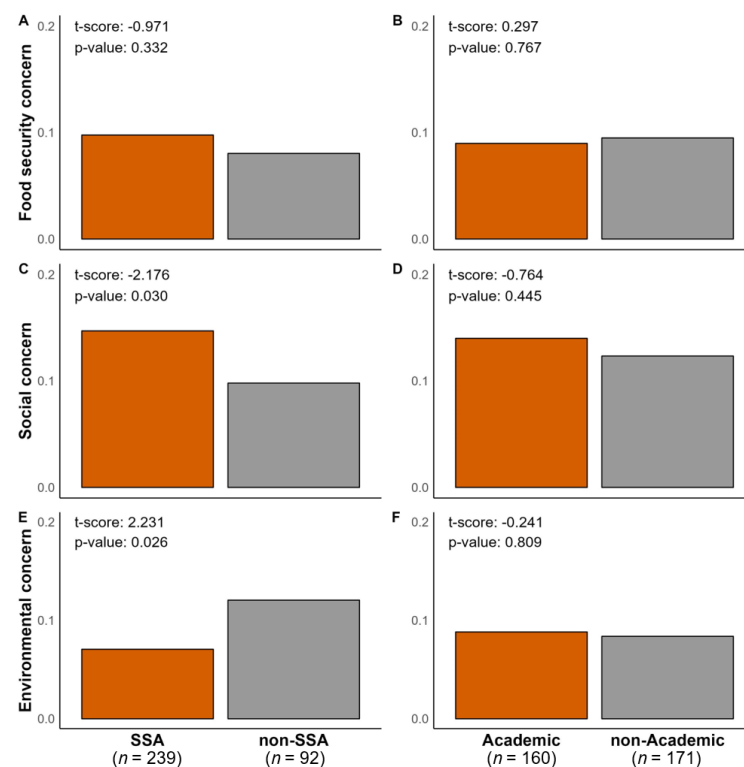 A
0.2
t-score: -0.971
p-value: 0.332
0.1
0.0
Food security concern
B
0.2
t-score: 0.297
p-value: 0.767
0.1
0.0
C
0.2
t-score: -2.176
p-value: 0.030
0.1
0.0
Social concern
D
0.2
t-score: -0.764
p-value: 0.445
0.1
0.0
E
0.2
t-score: 2.231
p-value: 0.026
0.1
0.0
Environmental concern
F
0.2
t-score: -0.241
p-value: 0.809
0.1
0.0
SSA
(n = 239)
non-SSA
(n = 92)
Academic
(n = 160)
non-Academic
(n = 171)